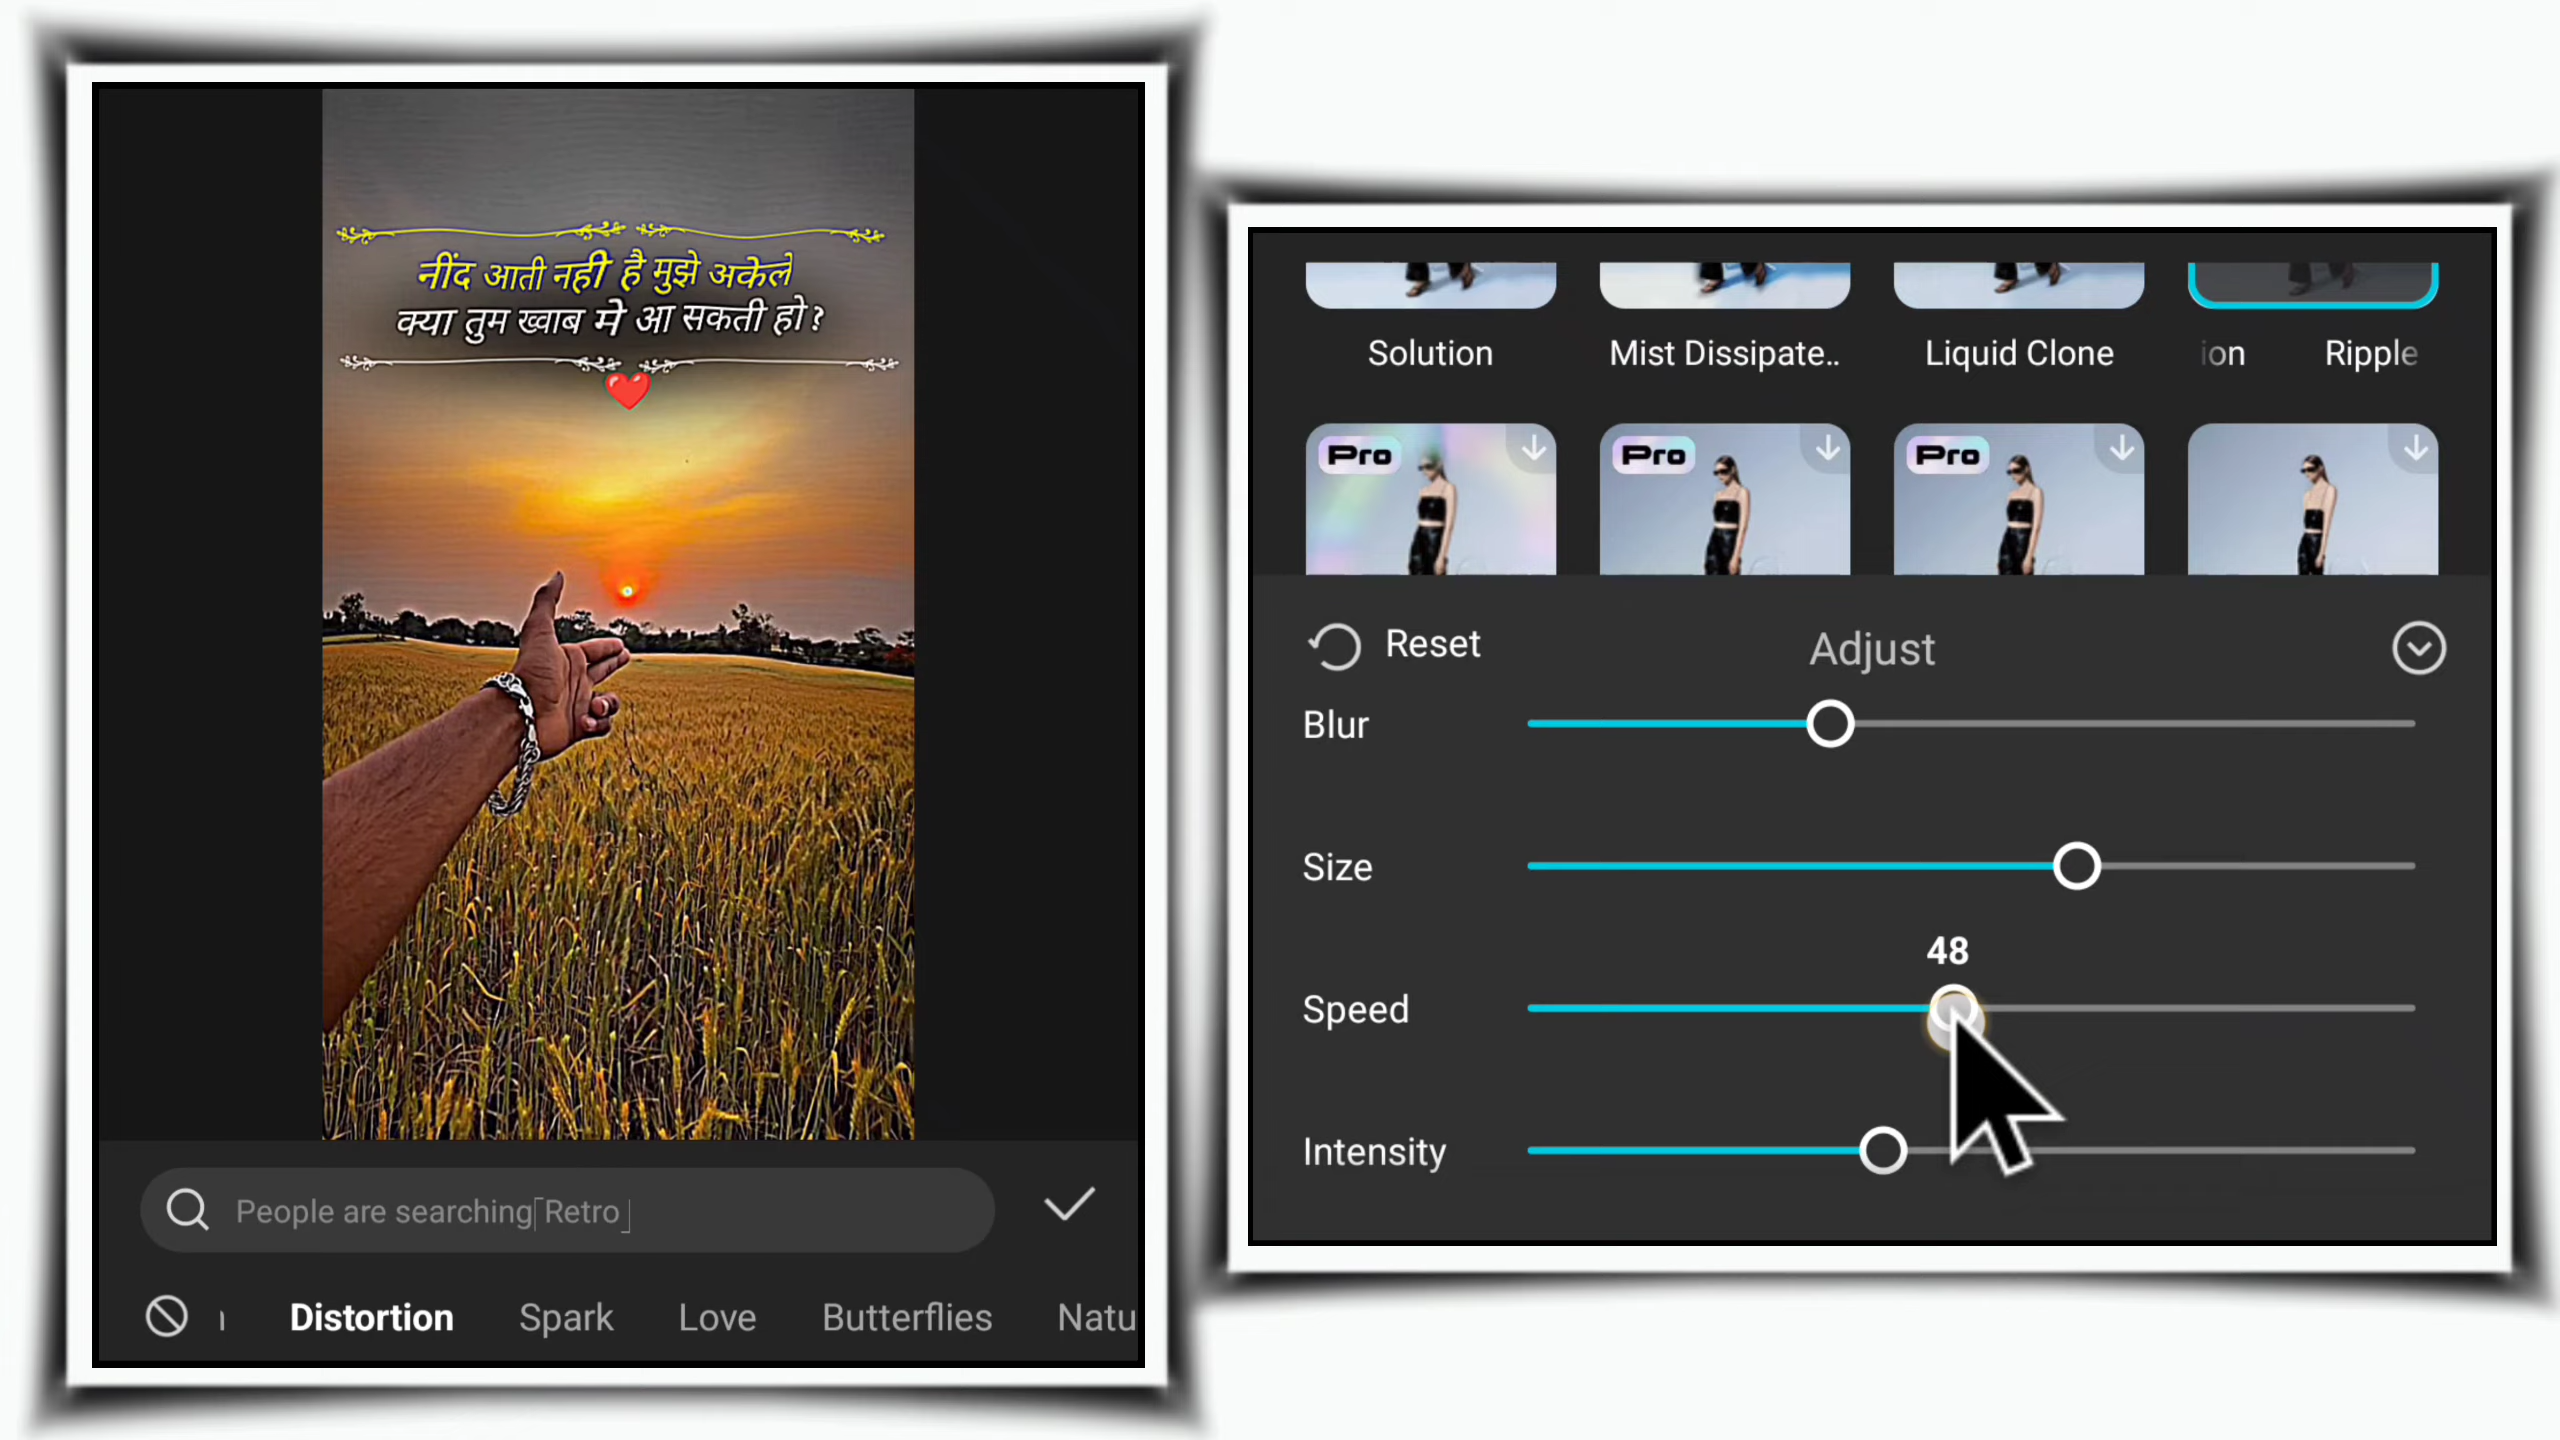 नींद आती नही है मुझे अकेले
क्या तुम ख्वाब मे आ सकती हो?
People are searching「Retro」
Distortion Spark Love Butterflies Natu
Solution Mist Dissipate.. Liquid Clone ion Ripple
Pro Pro Pro
Reset Adjust
Blur
Size
48
Speed
Intensity